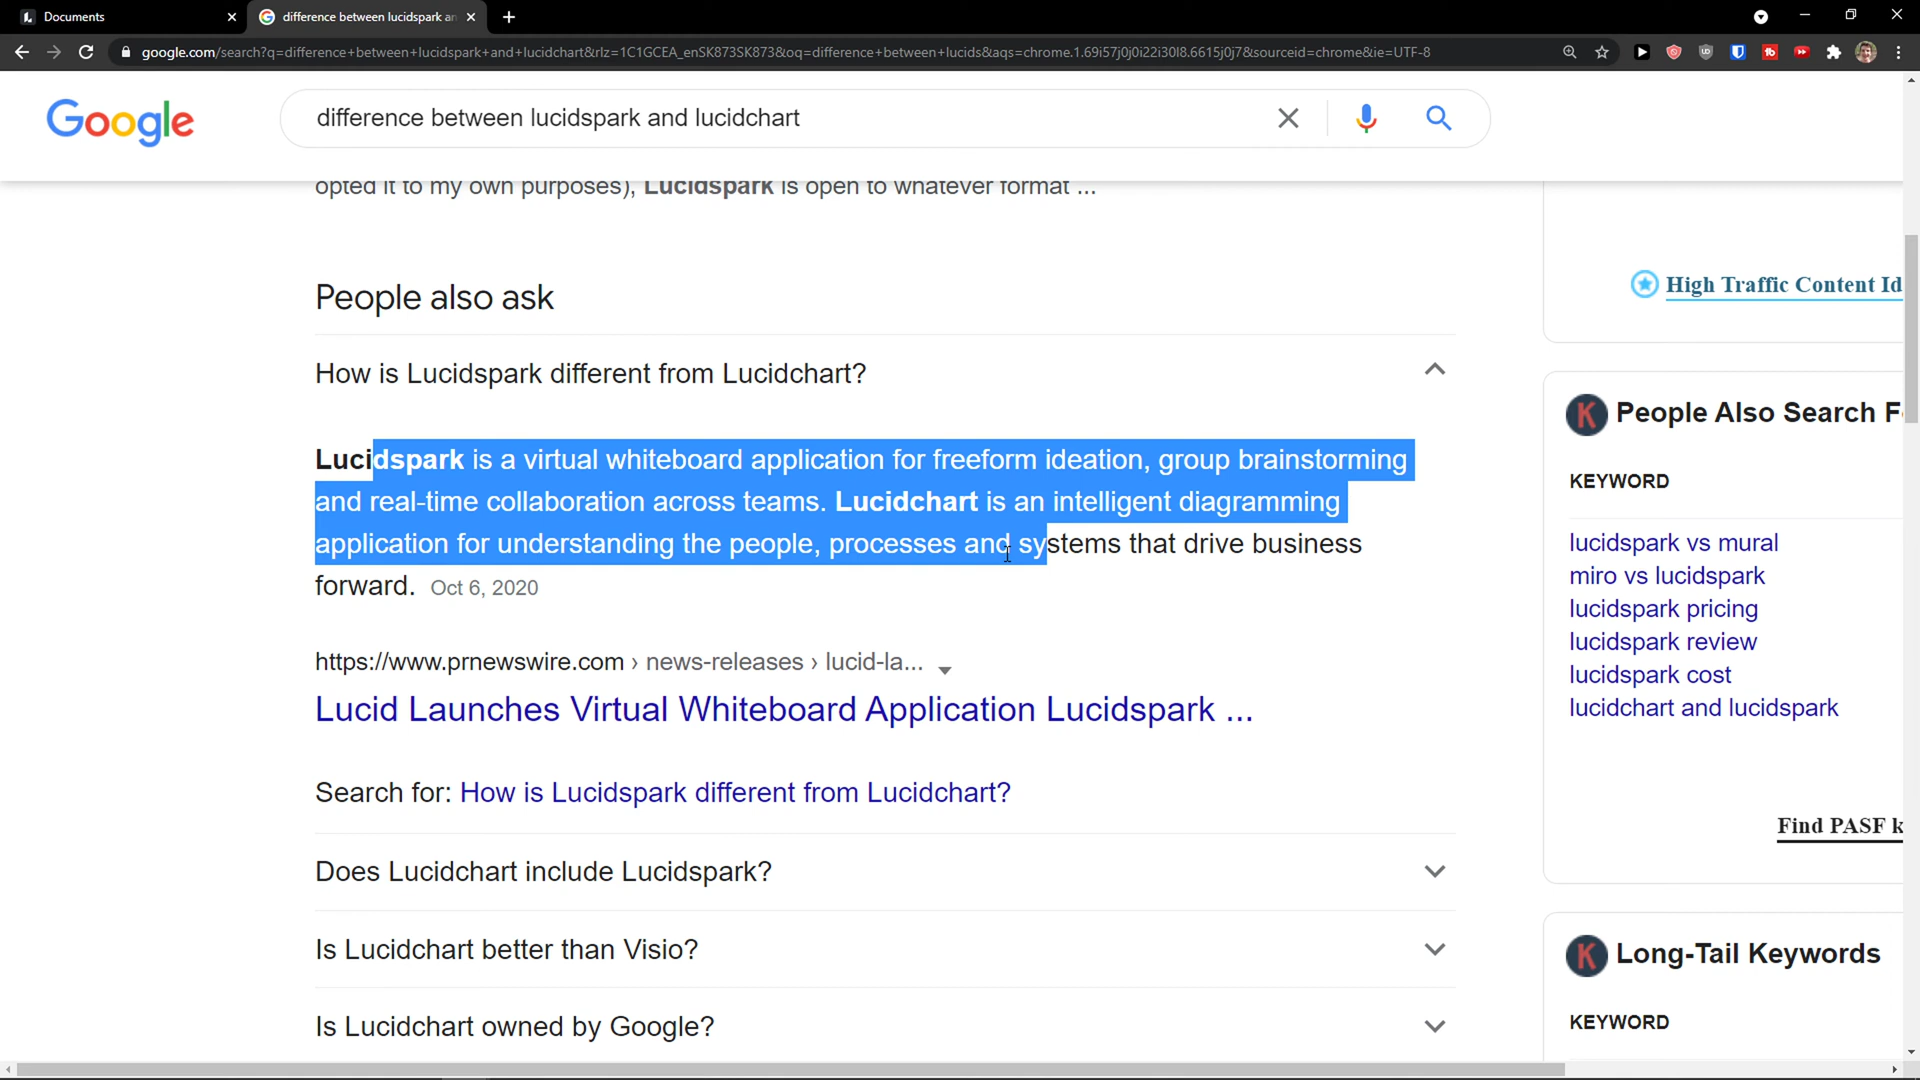 Documents
difference between lucidspark an
google.com/search?q=difference+between+lucidspark+and+lucidchart&rlz=1C1GCEA_enSK873SK873&oq=difference+between+lucids&aqs=chrome.1.69i57j0j0i22i30l8.6615j0j7&sourceid=chrome&ie=UTF-8
Google
difference between lucidspark and lucidchart
opted it to my own purposes), Lucidspark is open to whatever format ...
High Traffic Content Id
People also ask
How is Lucidspark different from Lucidchart?
Lucidspark is a virtual whiteboard application for freeform ideation, group brainstorming
and real-time collaboration across teams. Lucidchart is an intelligent diagramming
application for understanding the people, processes and systems that drive business
forward. Oct 6, 2020
https://www.prnewswire.com › news-releases › lucid-la...
Lucid Launches Virtual Whiteboard Application Lucidspark ...
Search for: How is Lucidspark different from Lucidchart?
Does Lucidchart include Lucidspark?
Is Lucidchart better than Visio?
Is Lucidchart owned by Google?
K People Also Search F
KEYWORD
lucidspark vs mural
miro vs lucidspark
lucidspark pricing
lucidspark review
lucidspark cost
lucidchart and lucidspark
Find PASF k
K Long-Tail Keywords
KEYWORD